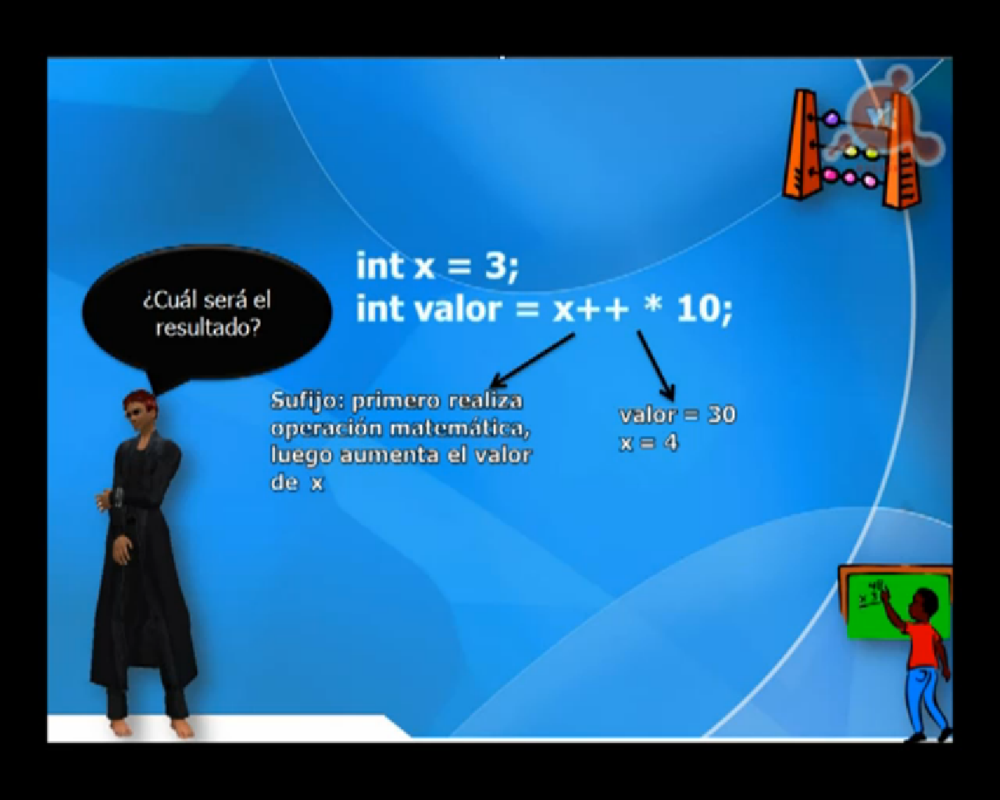 ¿Cuál será el
resultado?
int x = 3;
int valor = x++ * 10;
Sufijo: primero realiza
operación matemática,
luego aumenta el valor
de x
valor = 30
x = 4